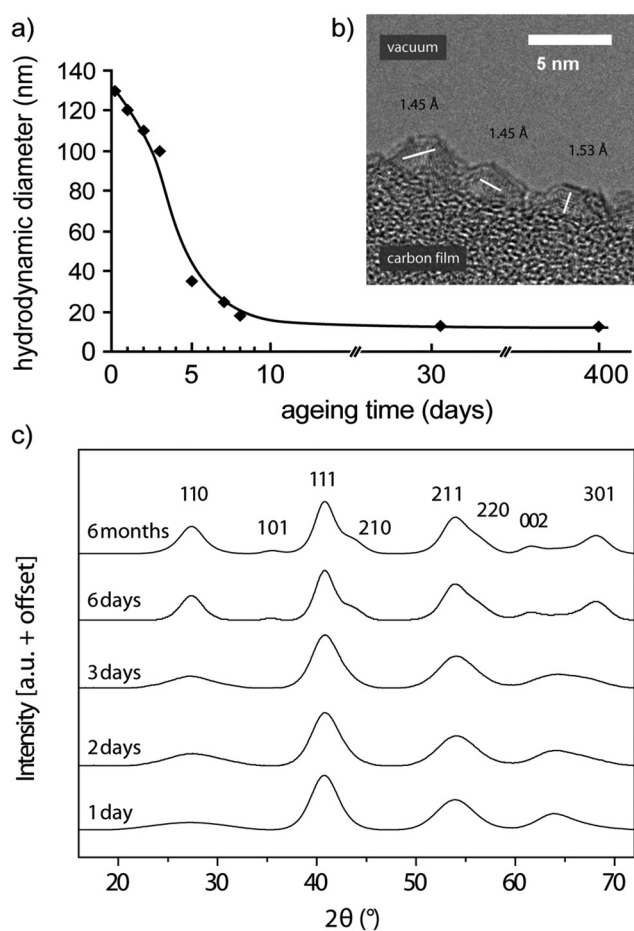 a)
hydrodynamic diameter (nm)
140
120
100
80
60
40
20
0
0 5 10 30 400
ageing time (days)
b)
vacuum
5 nm
1.45 Å
1.45 Å
1.53 Å
carbon film
c)
Intensity [a.u. + offset]
110 101 111 210 211 220 002 301
6 months
6 days
3 days
2 days
1 day
20 30 40 50 60 70
2θ (°)